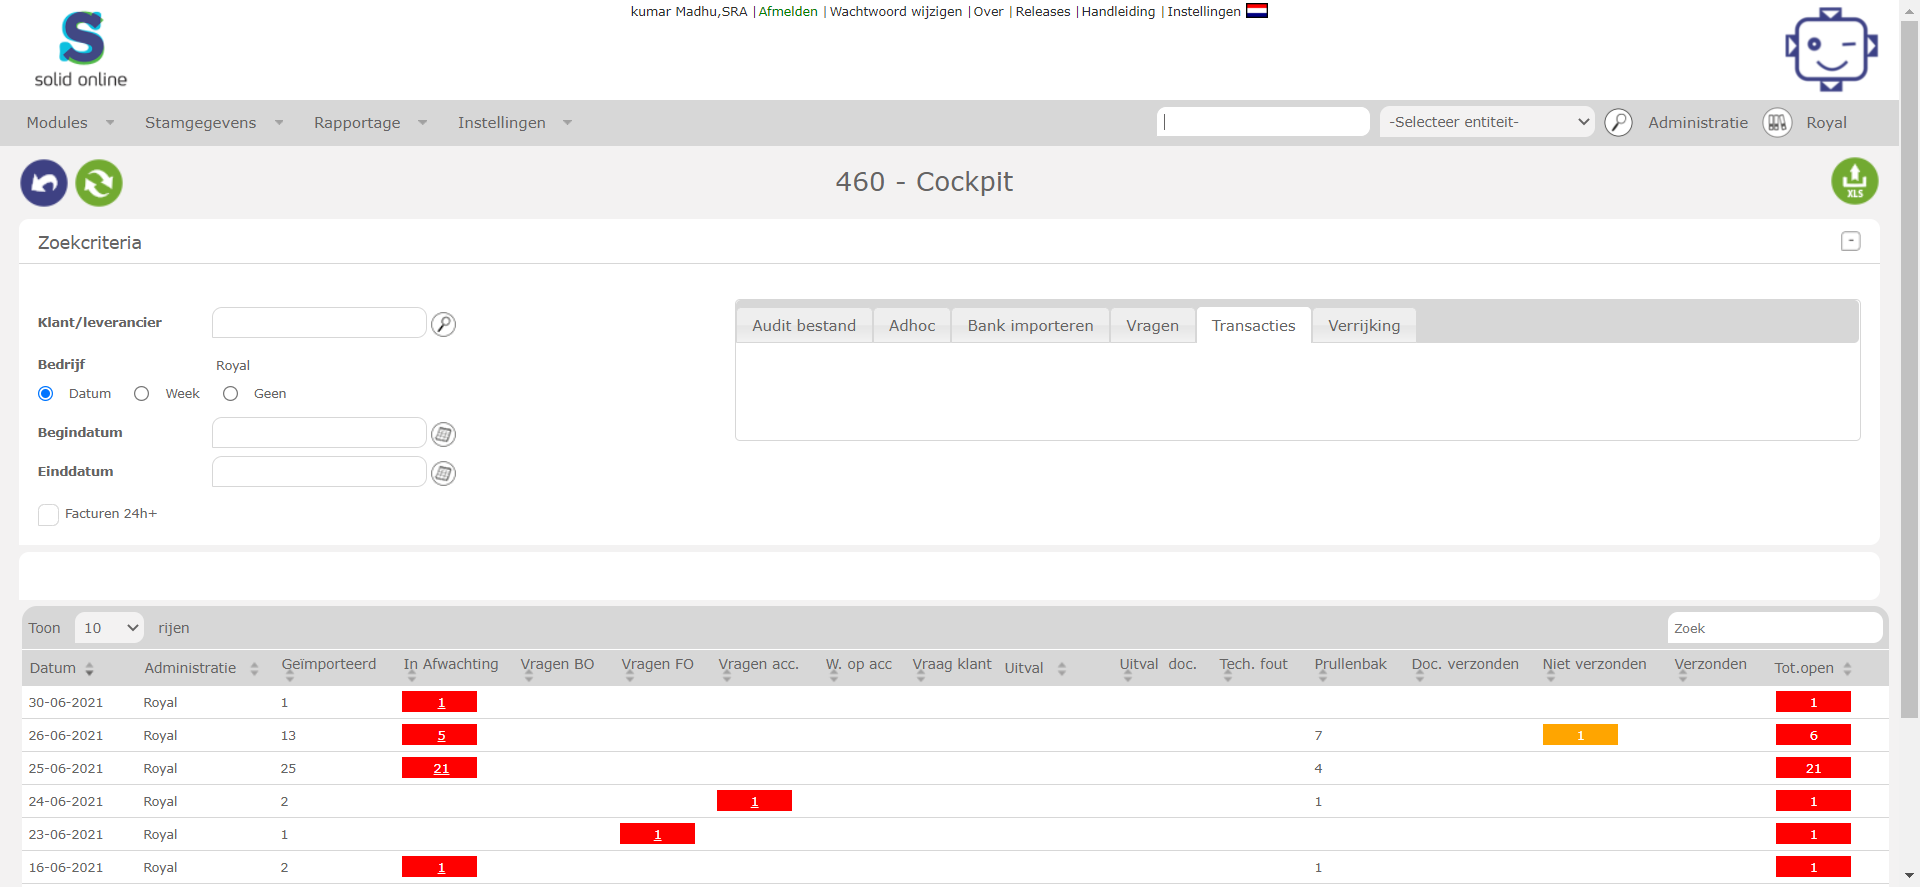 kumar Madhu,SRA |Afmelden |Wachtwoord wijzigen |Over |Releases |Handleiding |Instellingen
solid online
Modules Stamgegevens Rapportage Instellingen -Selecteer entiteit- Administratie Royal
460 - Cockpit
XLS
Zoekcriteria -
Klant/leverancier
Bedrijf Royal
Datum Week Geen
Begindatum
Einddatum
Facturen 24h+
Audit bestand Adhoc Bank importeren Vragen Transacties Verrijking
Toon 10 rijen Zoek
Datum Administratie Geïmporteerd In Afwachting Vragen BO Vragen FO Vragen acc. W. op acc Vraag klant Uitval Uitval doc. Tech. fout Prullenbak Doc. verzonden Niet verzonden Verzonden Tot.open
30-06-2021 Royal 1 1 1
26-06-2021 Royal 13 5 7 1 6
25-06-2021 Royal 25 21 4 21
24-06-2021 Royal 2 1 1 1
23-06-2021 Royal 1 1 1
16-06-2021 Royal 2 1 1 1